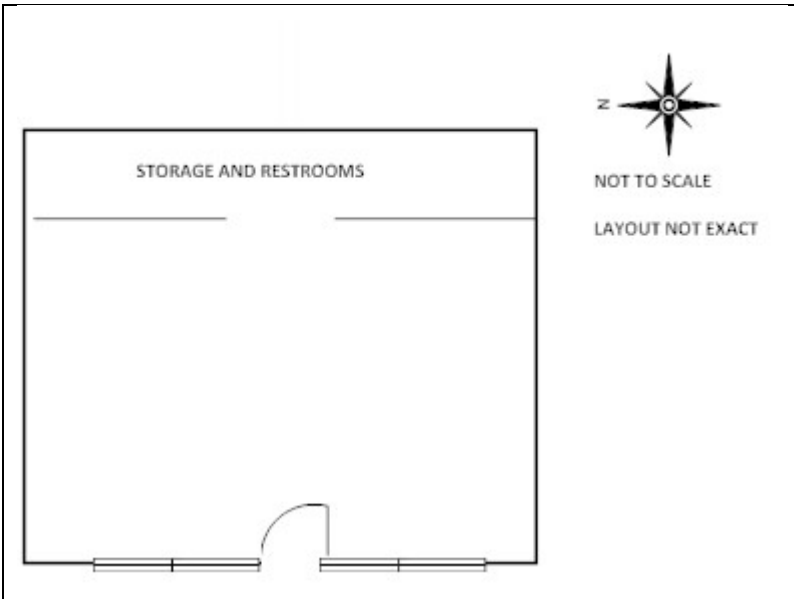 N
STORAGE AND RESTROOMS
NOT TO SCALE
LAYOUT NOT EXACT